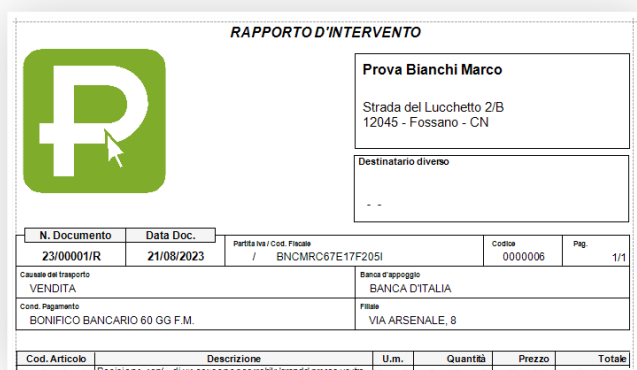 RAPPORTO D'INTERVENTO
Prova Bianchi Marco
Strada del Lucchetto 2/B
12045 - Fossano - CN
Destinatario diverso
- -
N. Documento Data Doc. Partita Iva / Cod. Fiscale Codice Pag.
23/00001/R 21/08/2023 / BNCMRC67E17F205I 0000006 1/1
Causale del trasporto Banca d'appoggio
VENDITA BANCA D'ITALIA
Cond. Pagamento Filiale
BONIFICO BANCARIO 60 GG F.M. VIA ARSENALE, 8
Cod. Articolo Descrizione U.m. Quantità Prezzo Totale